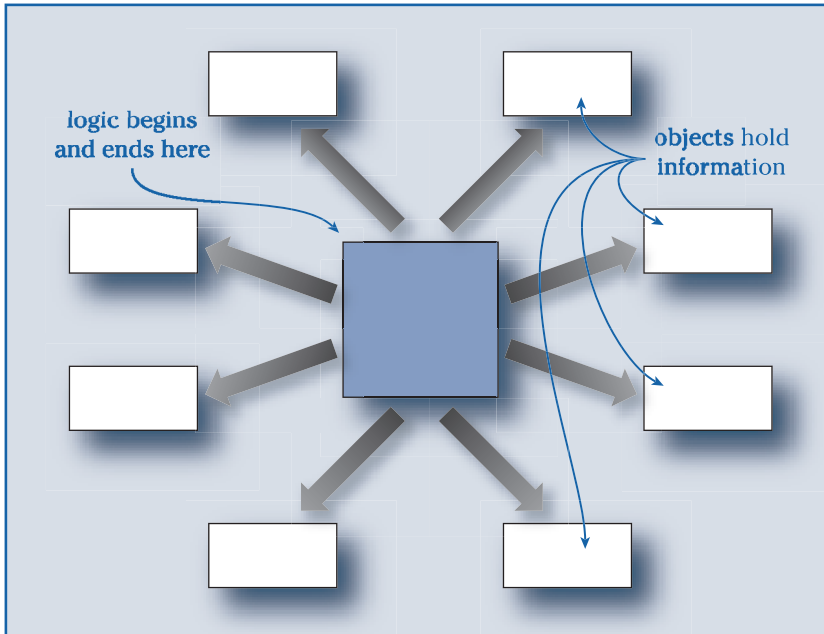 logic begins
and ends here
objects hold
information